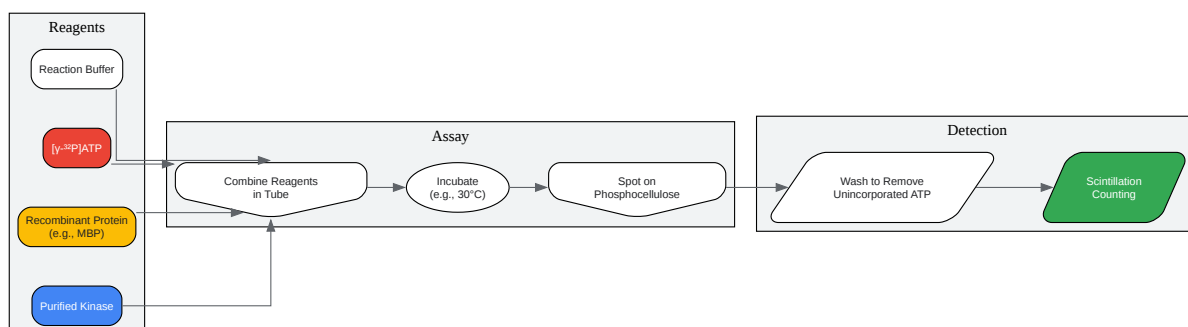 Reagents
Reaction Buffer
[γ-³²P]ATP
Recombinant Protein
(e.g., MBP)
Purified Kinase
Assay
Combine Reagents
in Tube
Incubate
(e.g., 30°C)
Spot on
Phosphocellulose
Detection
Wash to Remove
Unincorporated ATP
Scintillation
Counting